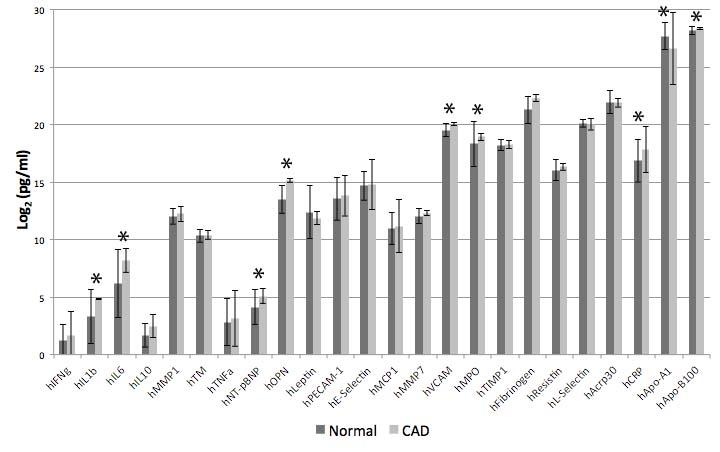 Log₂ (pg/ml)
30
25
20
15
10
5
0
*
*
*
*
*
*
*
*
*
hIFNg
hIL1b
hIL6
hIL10
hMMP1
hTM
hTNFa
hNT-pBNP
hOPN
hLeptin
hPECAM-1
hE-Selectin
hMCP1
hMMP7
hVCAM
hMPO
hTIMP1
hFibrinogen
hResistin
hL-Selectin
hAcrp30
hCRP
hApo-A1
hApo-B100
Normal CAD